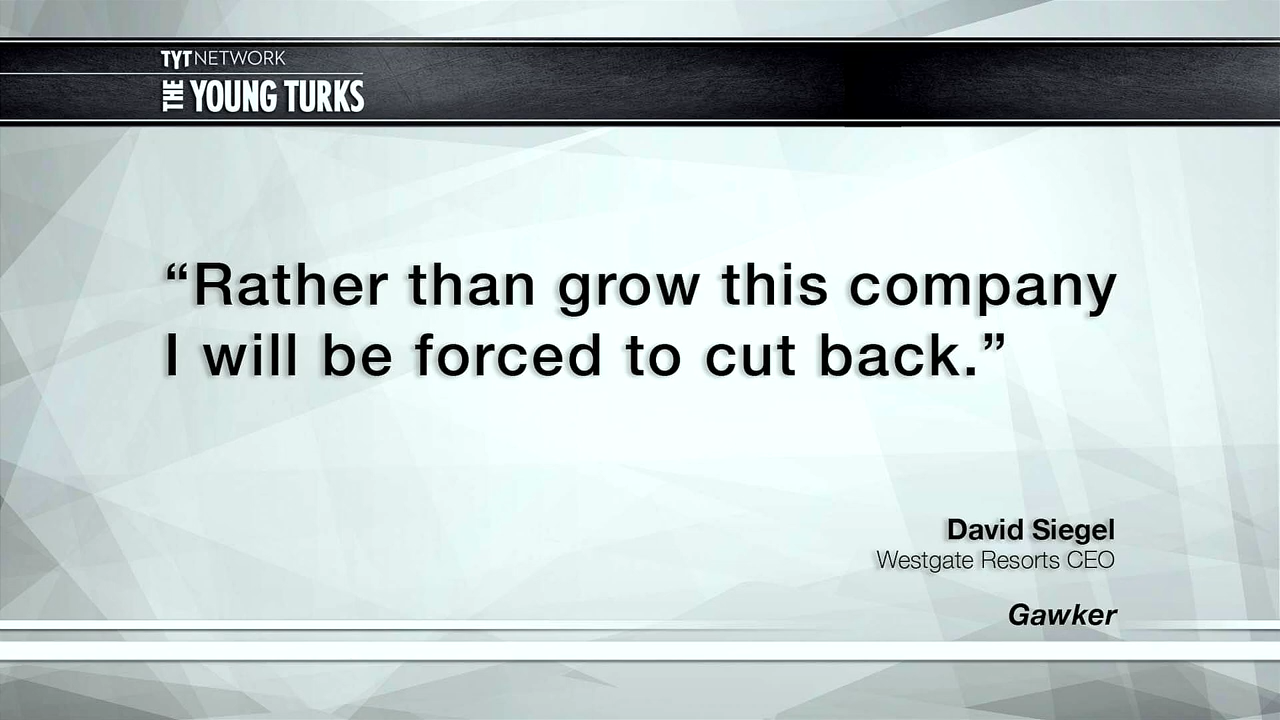 TYT NETWORK
THE YOUNG TURKS
“Rather than grow this company
I will be forced to cut back.”
David Siegel
Westgate Resorts CEO
Gawker